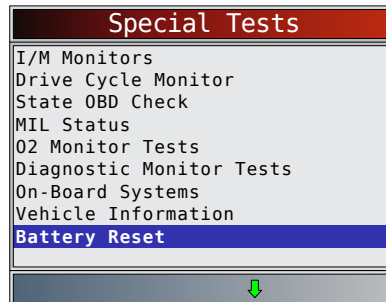 Special Tests
I/M Monitors
Drive Cycle Monitor
State OBD Check
MIL Status
O2 Monitor Tests
Diagnostic Monitor Tests
On-Board Systems
Vehicle Information
Battery Reset